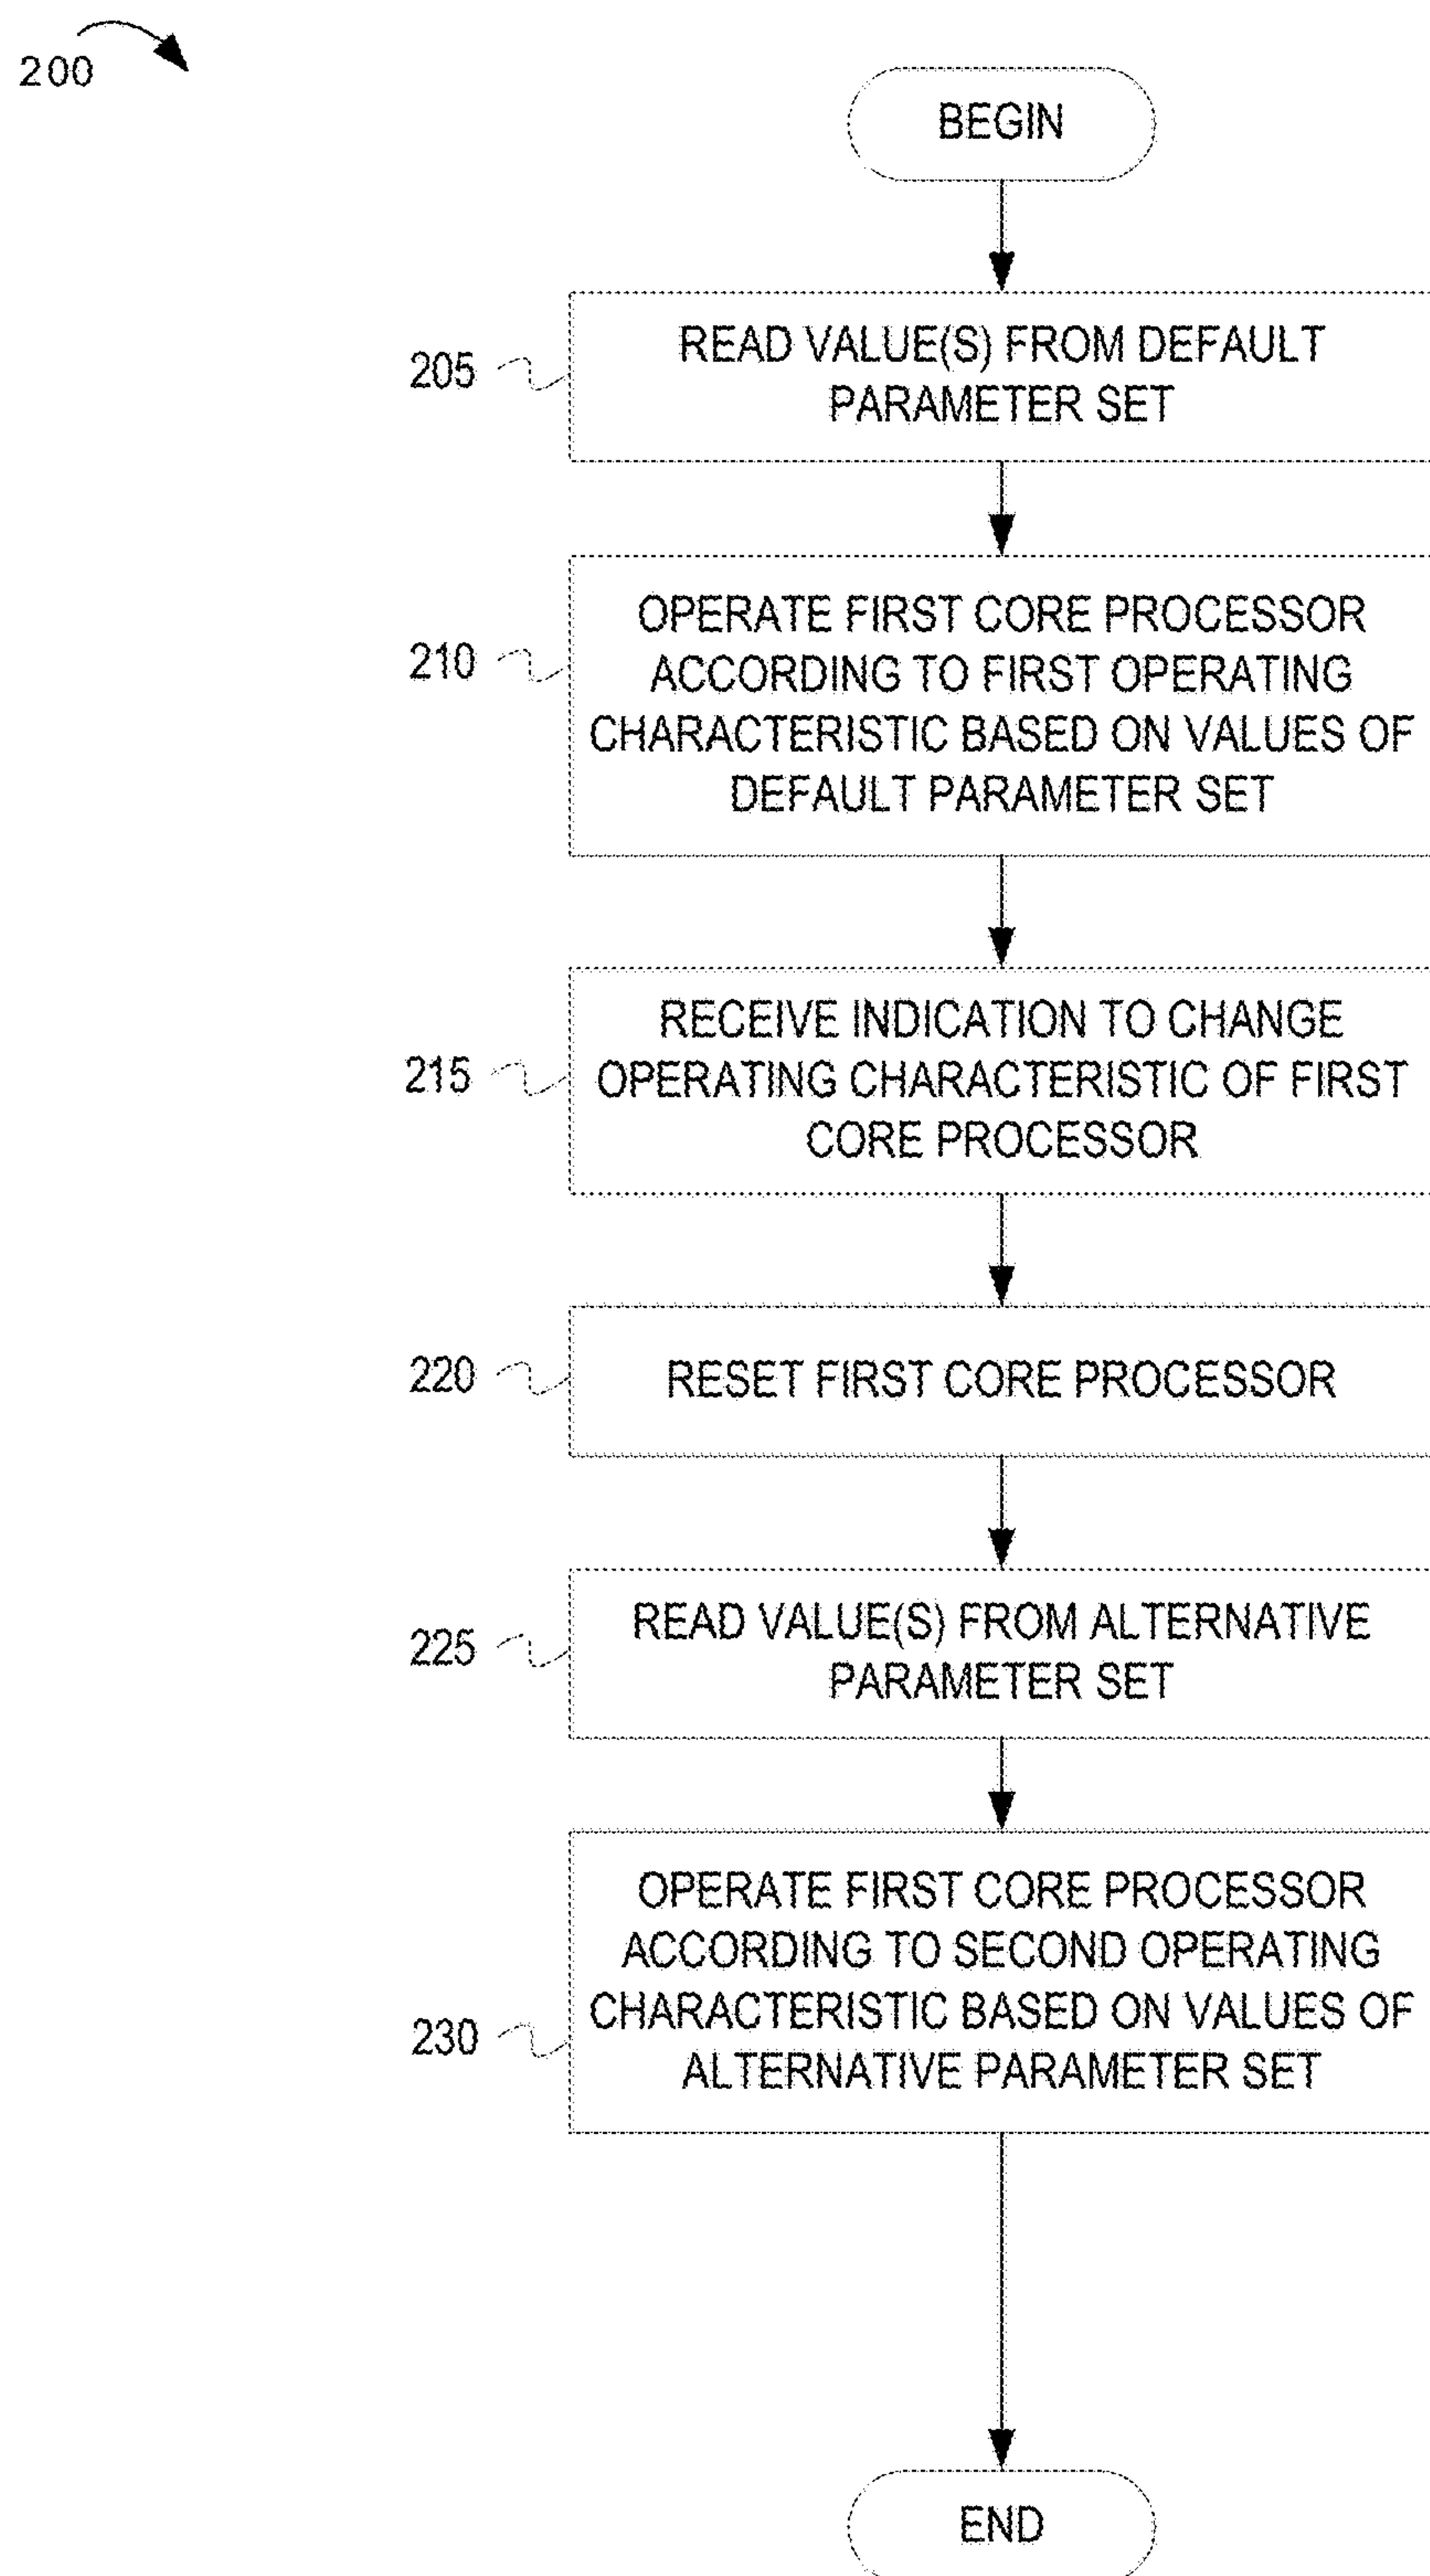 200
BEGIN
205
READ VALUE(S) FROM DEFAULT
PARAMETER SET
210
OPERATE FIRST CORE PROCESSOR
ACCORDING TO FIRST OPERATING
CHARACTERISTIC BASED ON VALUES OF
DEFAULT PARAMETER SET
215
RECEIVE INDICATION TO CHANGE
OPERATING CHARACTERISTIC OF FIRST
CORE PROCESSOR
220
RESET FIRST CORE PROCESSOR
225
READ VALUE(S) FROM ALTERNATIVE
PARAMETER SET
230
OPERATE FIRST CORE PROCESSOR
ACCORDING TO SECOND OPERATING
CHARACTERISTIC BASED ON VALUES OF
ALTERNATIVE PARAMETER SET
END